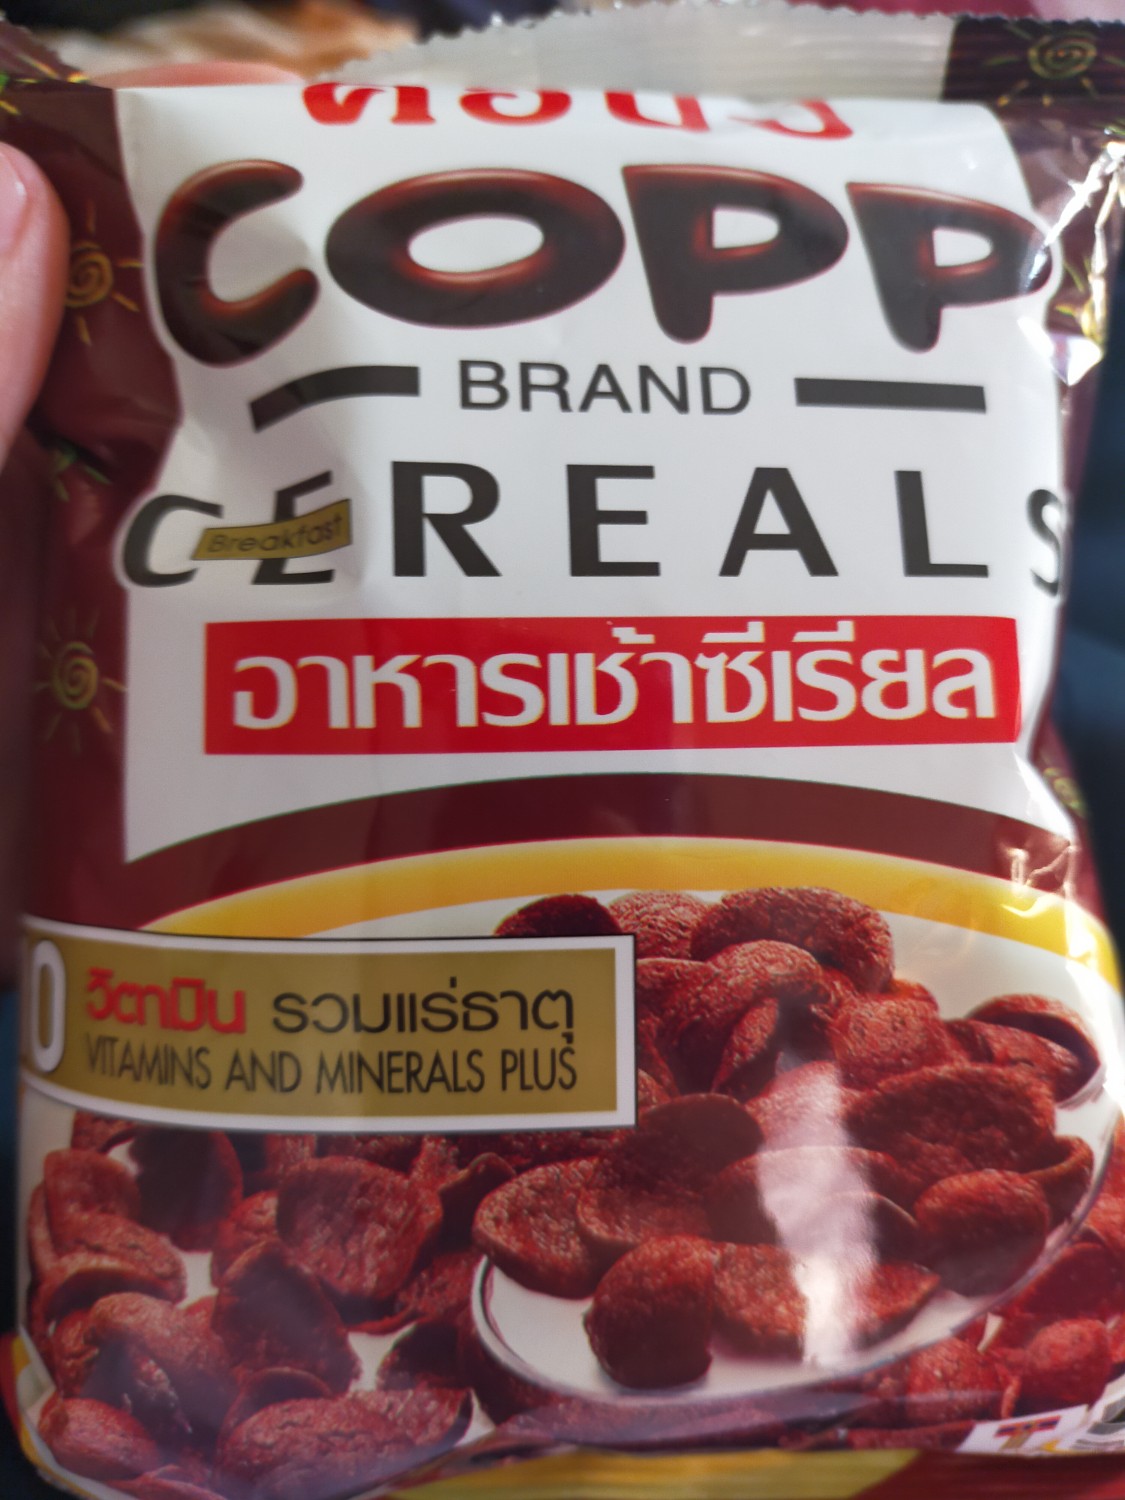 COPP
BRAND
CEREALS
Breakfast
อาหารเช้าซีเรียล
วิตามิน รวมแร่ธาตุ
VITAMINS AND MINERALS PLUS